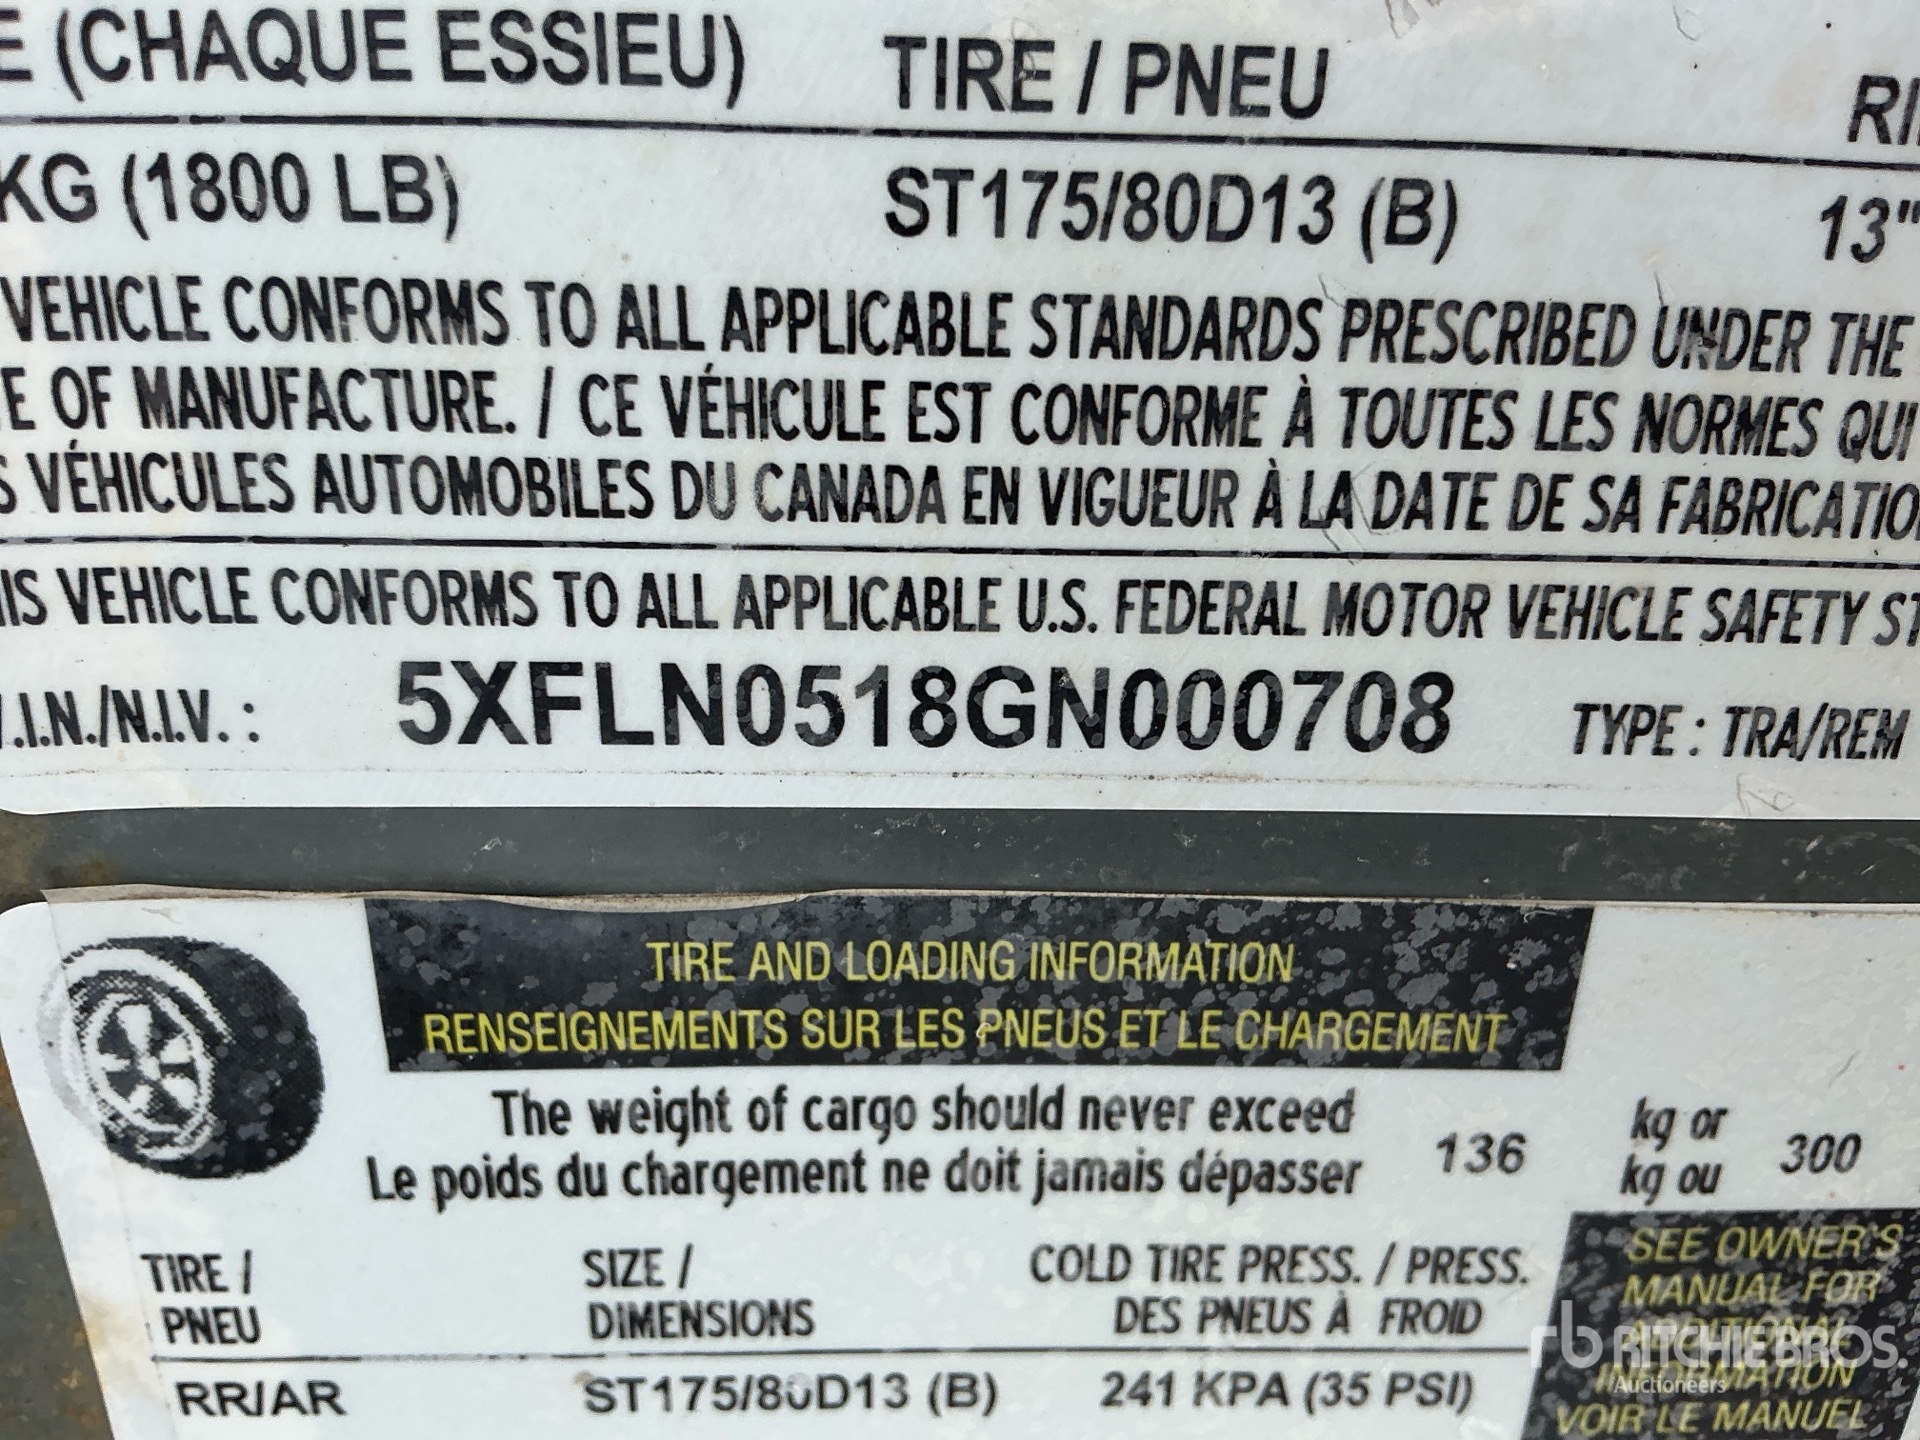 E (CHAQUE ESSIEU) TIRE / PNEU
KG (1800 LB) ST175/80D13 (B) 13"
VEHICLE CONFORMS TO ALL APPLICABLE STANDARDS PRESCRIBED UNDER THE
E OF MANUFACTURE. / CE VÉHICULE EST CONFORME À TOUTES LES NORMES QUI
S VÉHICULES AUTOMOBILES DU CANADA EN VIGUEUR À LA DATE DE SA FABRICATIO
IS VEHICLE CONFORMS TO ALL APPLICABLE U.S. FEDERAL MOTOR VEHICLE SAFETY ST
.I.N./N.I.V. : 5XFLN0518GN000708 TYPE : TRA/REM
TIRE AND LOADING INFORMATION
RENSEIGNEMENTS SUR LES PNEUS ET LE CHARGEMENT
The weight of cargo should never exceed
Le poids du chargement ne doit jamais dépasser
136 kg or
kg ou 300
TIRE /
PNEU
SIZE /
DIMENSIONS
COLD TIRE PRESS. / PRESS.
DES PNEUS À FROID
RR/AR ST175/80D13 (B) 241 KPA (35 PSI)
SEE OWNER'S
MANUAL FOR
ADDITIONAL
INFORMATION
VOIR LE MANUEL
rb RITCHIE BROS.
Auctioneers